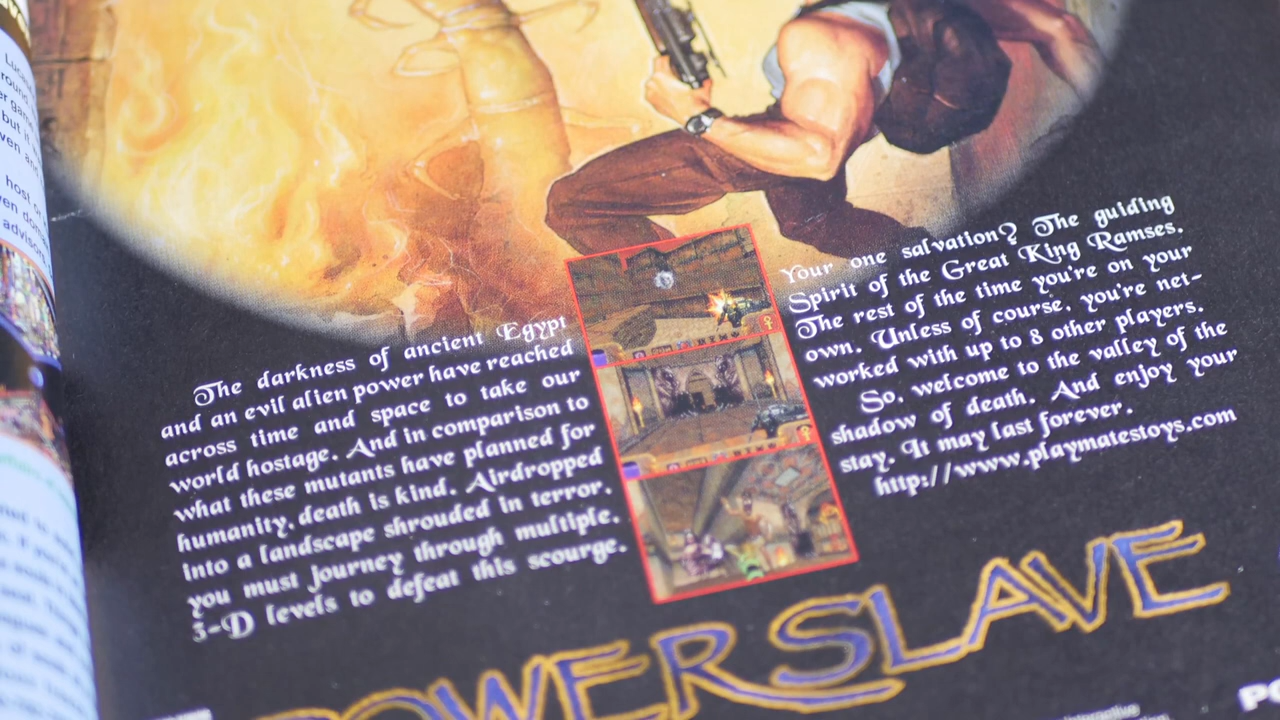 The darkness of ancient Egypt
and an evil alien power have reached
across time and space to take our
world hostage. And in comparison to
what these mutants have planned for
humanity, death is kind. Airdropped
into a landscape shrouded in terror,
you must journey through multiple,
3-D levels to defeat this scourge.
Your one salvation? The guiding
Spirit of the Great King Ramses.
The rest of the time you're on your
own. Unless of course, you're net-
worked with up to 8 other players.
So, welcome to the valley of the
shadow of death. And enjoy your
stay. It may last forever.
http://www.playmatestoys.com
POWERSLAVE